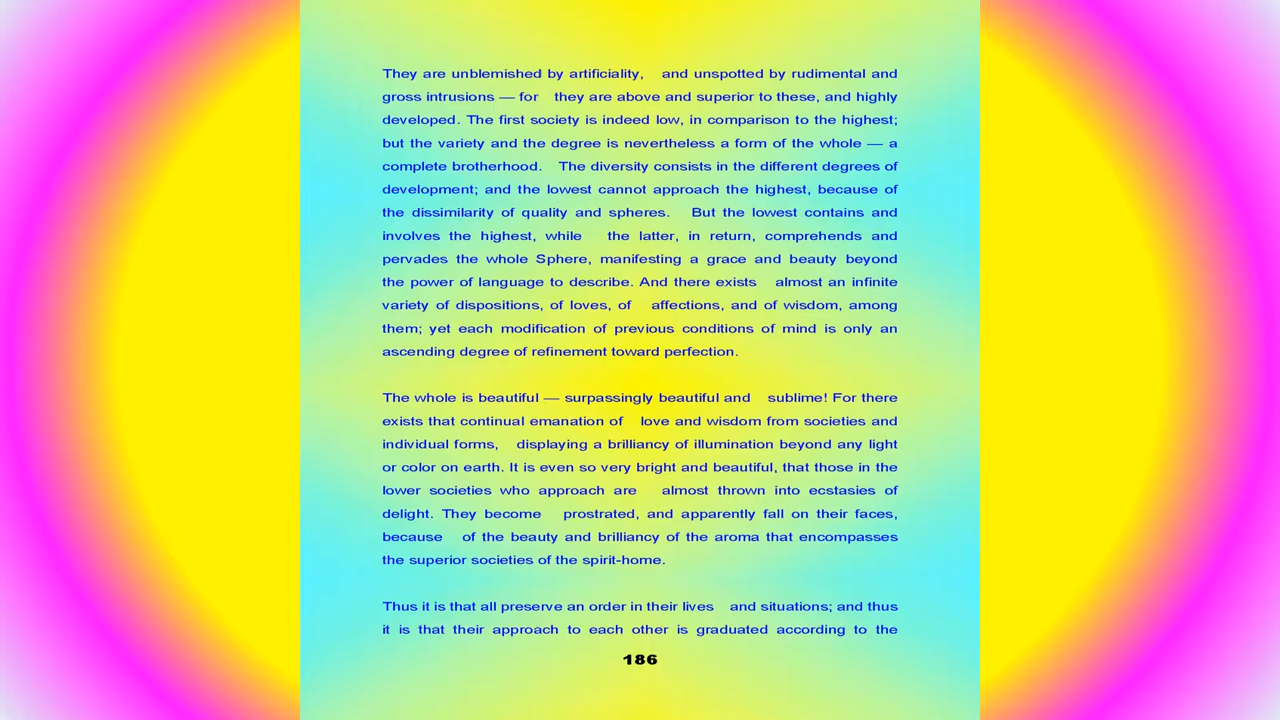 They are unblemished by artificiality, and unspotted by rudimental and
gross intrusions — for they are above and superior to these, and highly
developed. The first society is indeed low, in comparison to the highest;
but the variety and the degree is nevertheless a form of the whole — a
complete brotherhood. The diversity consists in the different degrees of
development; and the lowest cannot approach the highest, because of
the dissimilarity of quality and spheres. But the lowest contains and
involves the highest, while the latter, in return, comprehends and
pervades the whole Sphere, manifesting a grace and beauty beyond
the power of language to describe. And there exists almost an infinite
variety of dispositions, of loves, of affections, and of wisdom, among
them; yet each modification of previous conditions of mind is only an
ascending degree of refinement toward perfection.
The whole is beautiful — surpassingly beautiful and sublime! For there
exists that continual emanation of love and wisdom from societies and
individual forms, displaying a brilliancy of illumination beyond any light
or color on earth. It is even so very bright and beautiful, that those in the
lower societies who approach are almost thrown into ecstasies of
delight. They become prostrated, and apparently fall on their faces,
because of the beauty and brilliancy of the aroma that encompasses
the superior societies of the spirit-home.
Thus it is that all preserve an order in their lives and situations; and thus
it is that their approach to each other is graduated according to the
186